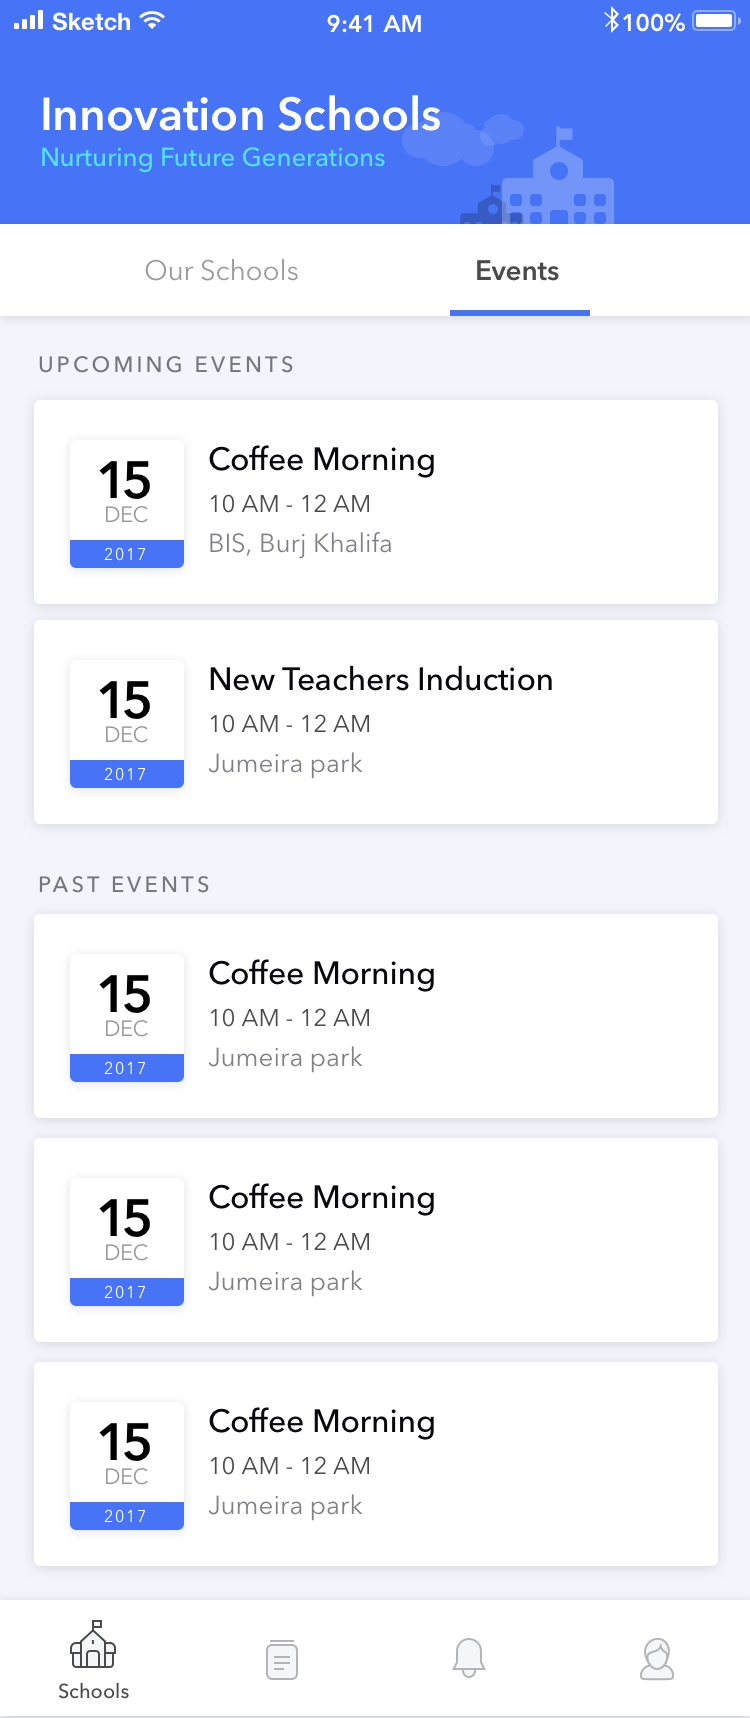 Sketch 9:41 AM 100%
Innovation Schools
Nurturing Future Generations
Our Schools Events
UPCOMING EVENTS
15
DEC
2017
Coffee Morning
10 AM - 12 AM
BIS, Burj Khalifa
15
DEC
2017
New Teachers Induction
10 AM - 12 AM
Jumeira park
PAST EVENTS
15
DEC
2017
Coffee Morning
10 AM - 12 AM
Jumeira park
15
DEC
2017
Coffee Morning
10 AM - 12 AM
Jumeira park
15
DEC
2017
Coffee Morning
10 AM - 12 AM
Jumeira park
Schools